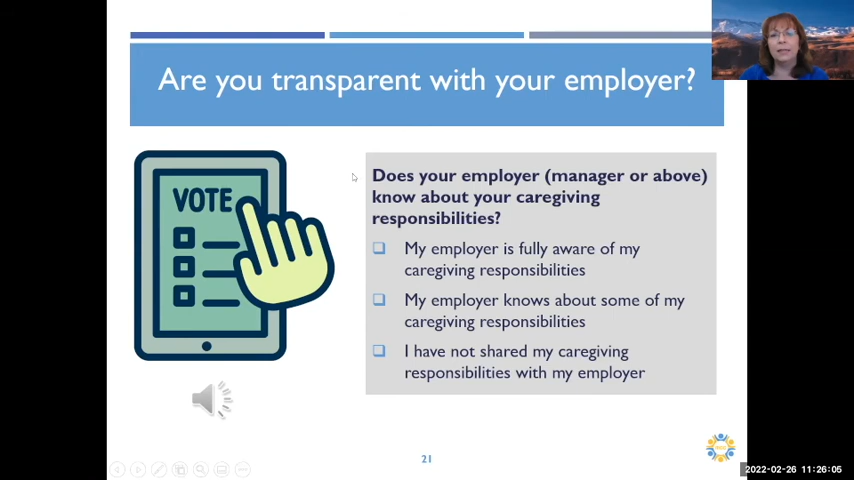 Are you transparent with your employer?
VOTE
Does your employer (manager or above)
know about your caregiving
responsibilities?
My employer is fully aware of my
caregiving responsibilities
My employer knows about some of my
caregiving responsibilities
I have not shared my caregiving
responsibilities with my employer
21
2022-02-26 11:26:05